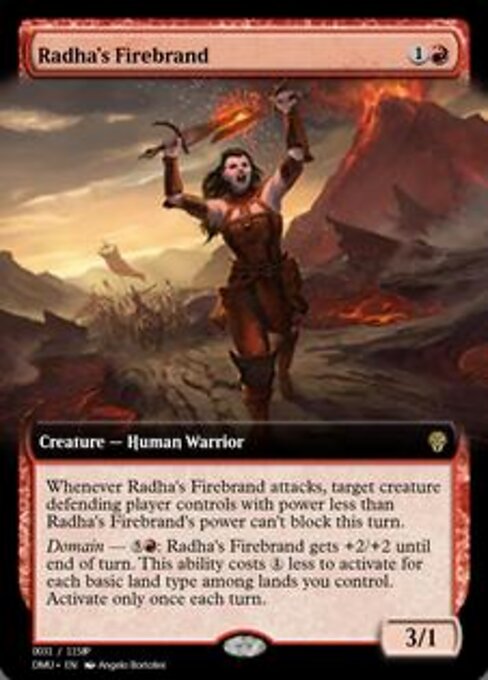 Radha's Firebrand 1
Creature — Human Warrior
Whenever Radha's Firebrand attacks, target creature
defending player controls with power less than
Radha's Firebrand's power can't block this turn.
Domain — 5: Radha's Firebrand gets +2/+2 until
end of turn. This ability costs 1 less to activate for
each basic land type among lands you control.
Activate only once each turn.
3/1
DMU • EN Angelo Bortolini